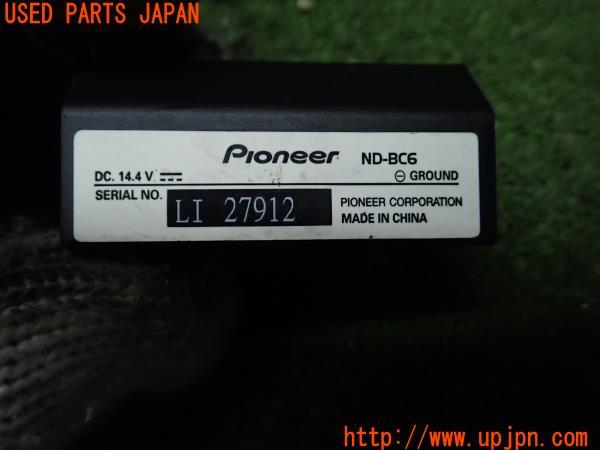 USED PARTS JAPAN
Pioneer ND-BC6
DC. 14.4 V ⎓ ⊖ GROUND
SERIAL NO. LI 27912 PIONEER CORPORATION
MADE IN CHINA
http://www.upjpn.com